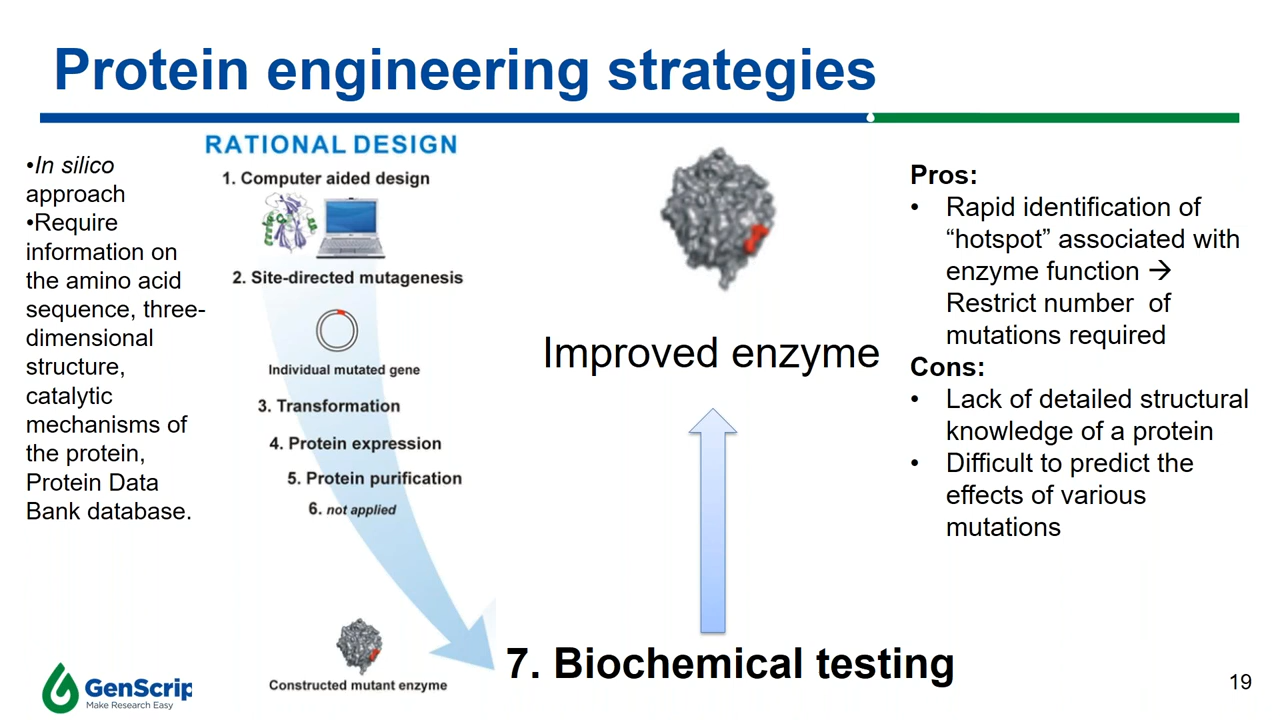 Protein engineering strategies
•In silico
approach
•Require
information on
the amino acid
sequence, three-
dimensional
structure,
catalytic
mechanisms of
the protein,
Protein Data
Bank database.
RATIONAL DESIGN
1. Computer aided design
2. Site-directed mutagenesis
Individual mutated gene
3. Transformation
4. Protein expression
5. Protein purification
6. not applied
Constructed mutant enzyme
7. Biochemical testing
Improved enzyme
Pros:
• Rapid identification of
“hotspot” associated with
enzyme function →
Restrict number of
mutations required
Cons:
• Lack of detailed structural
knowledge of a protein
• Difficult to predict the
effects of various
mutations
GenScrip
Make Research Easy
19